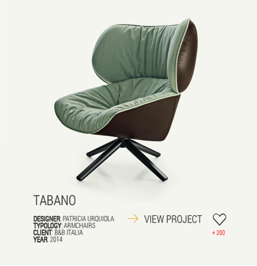 TABANO
DESIGNER: PATRICIA URQUIOLA
TYPOLOGY: ARMCHAIRS
CLIENT: B&B ITALIA
YEAR: 2014
→ VIEW PROJECT
+ 200